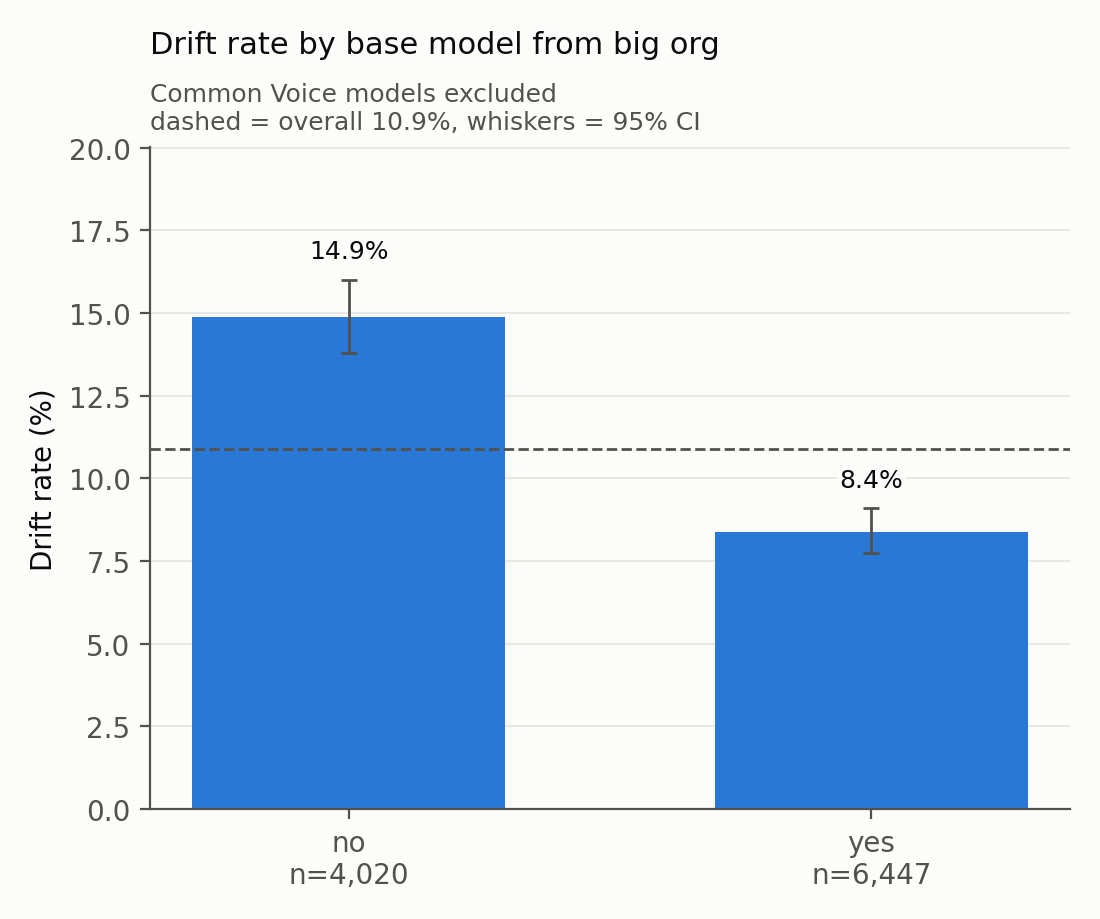 Drift rate by base model from big org
Common Voice models excluded
dashed = overall 10.9%, whiskers = 95% CI
Drift rate (%)
20.0
17.5
15.0
12.5
10.0
7.5
5.0
2.5
0.0
14.9%
8.4%
no
n=4,020
yes
n=6,447